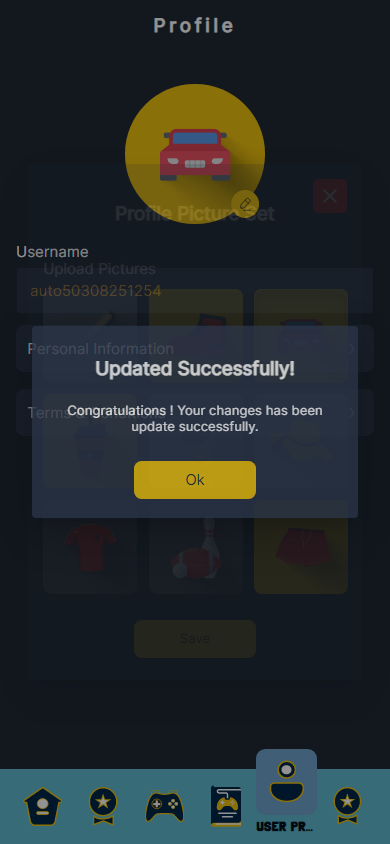 Profile
Profile Picture Set
Username
Upload Pictures
auto50308251254
Personal Information
Updated Successfully!
Congratulations ! Your changes has been
update successfully.
Terms
Ok
Save
USER PR...